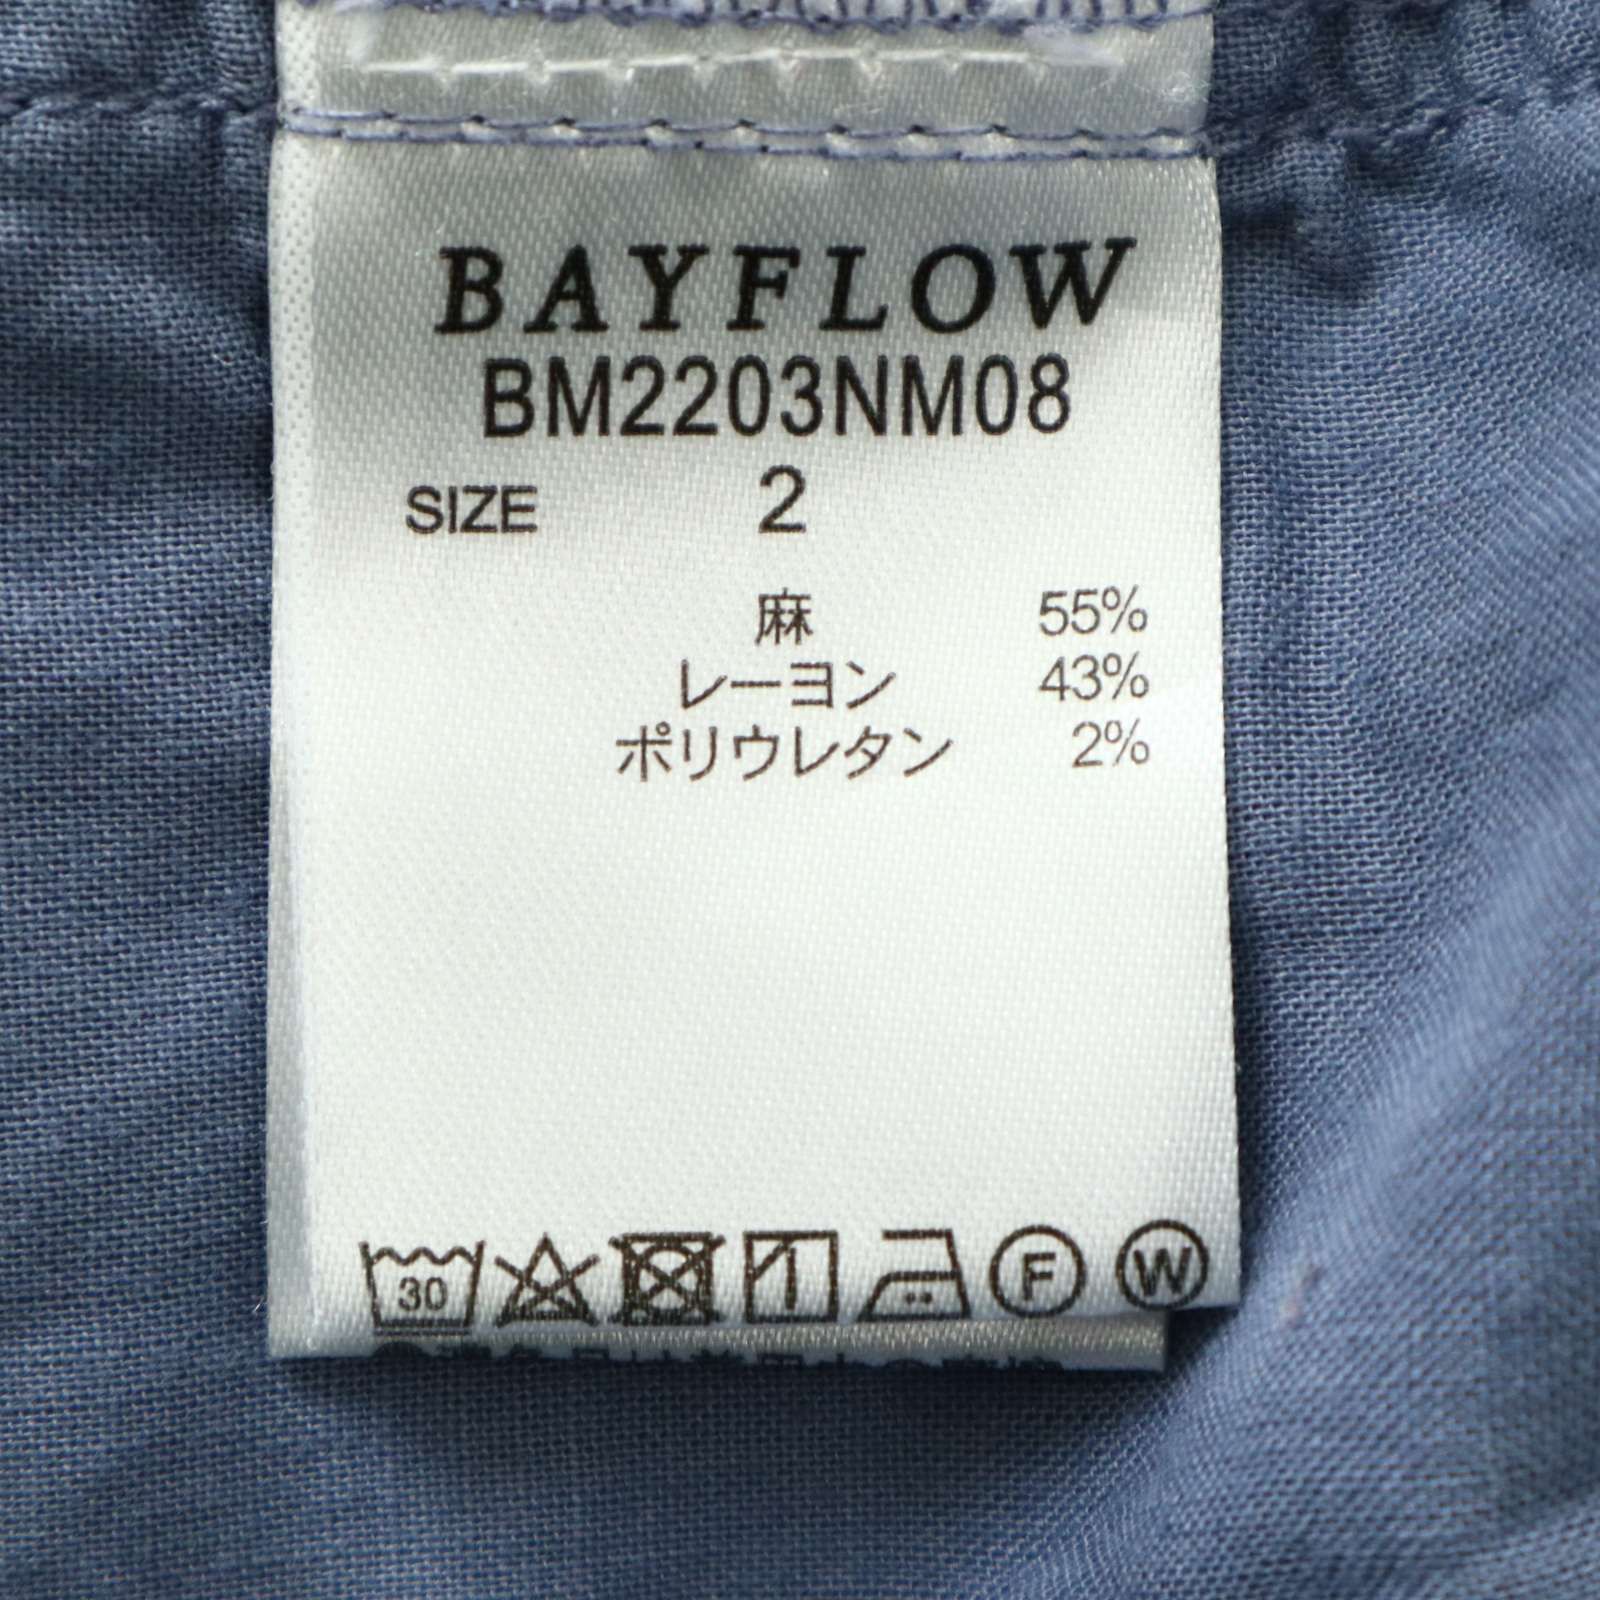 BAYFLOW
BM2203NM08
SIZE 2
麻 55%
レーヨン 43%
ポリウレタン 2%
30 F W